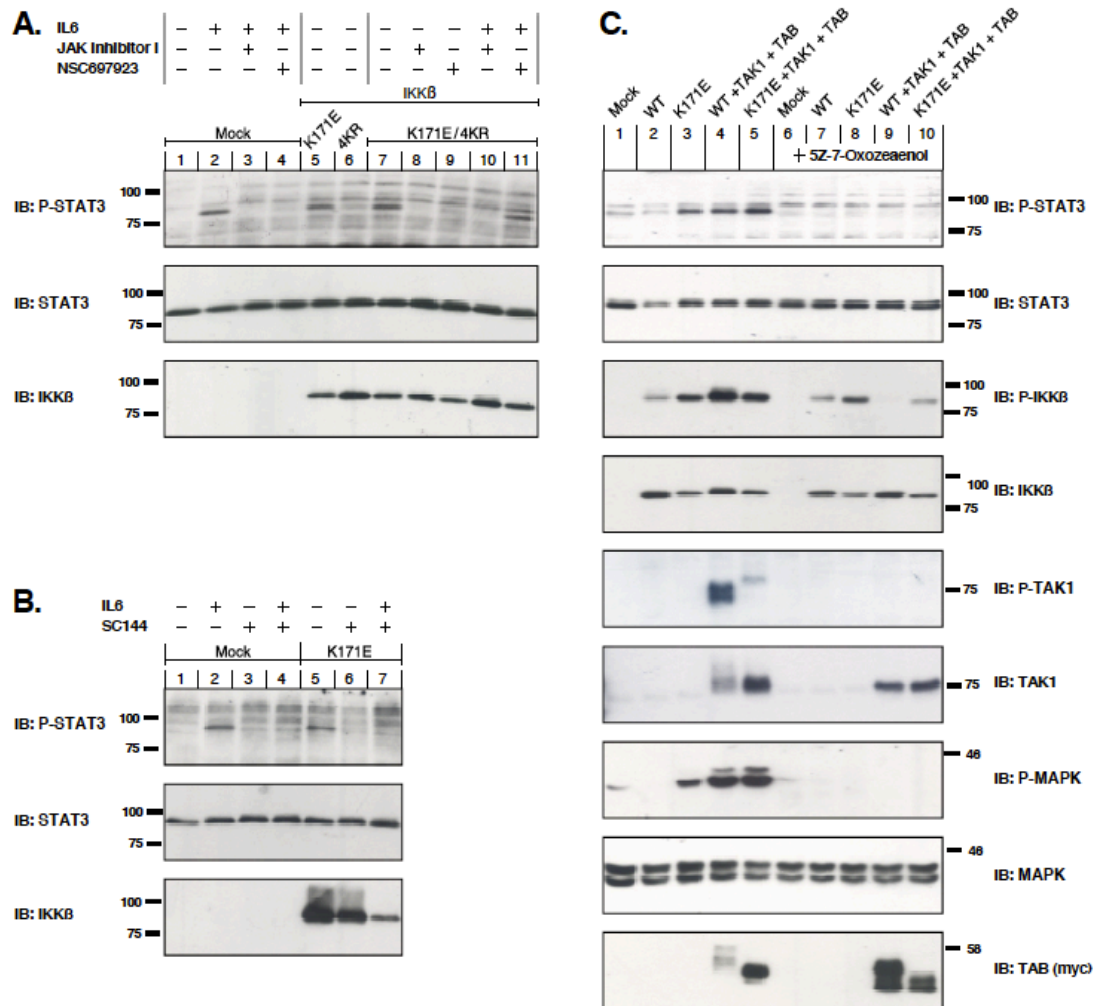 A.
IL6 – + + + – – – – – + +
JAK Inhibitor I – – + – – – – + – + –
NSC697923 – – – + – – – – + – +
IKKß
Mock K171E 4KR K171E/4KR
1 2 3 4 5 6 7 8 9 10 11
IB: P-STAT3 100 75
IB: STAT3 100 75
IB: IKKß 100 75
B.
IL6 – + – + – – +
SC144 – – + + – + +
Mock K171E
1 2 3 4 5 6 7
IB: P-STAT3 100 75
IB: STAT3 100 75
IB: IKKß 100 75
C.
Mock WT K171E WT +TAK1 + TAB K171E +TAK1 + TAB Mock WT K171E WT +TAK1 + TAB K171E +TAK1 + TAB
1 2 3 4 5 6 7 8 9 10
+ 5Z-7-Oxozeaenol
100 75 IB: P-STAT3
100 75 IB: STAT3
100 75 IB: P-IKKß
100 75 IB: IKKß
75 IB: P-TAK1
75 IB: TAK1
46 IB: P-MAPK
46 IB: MAPK
58 IB: TAB (myc)